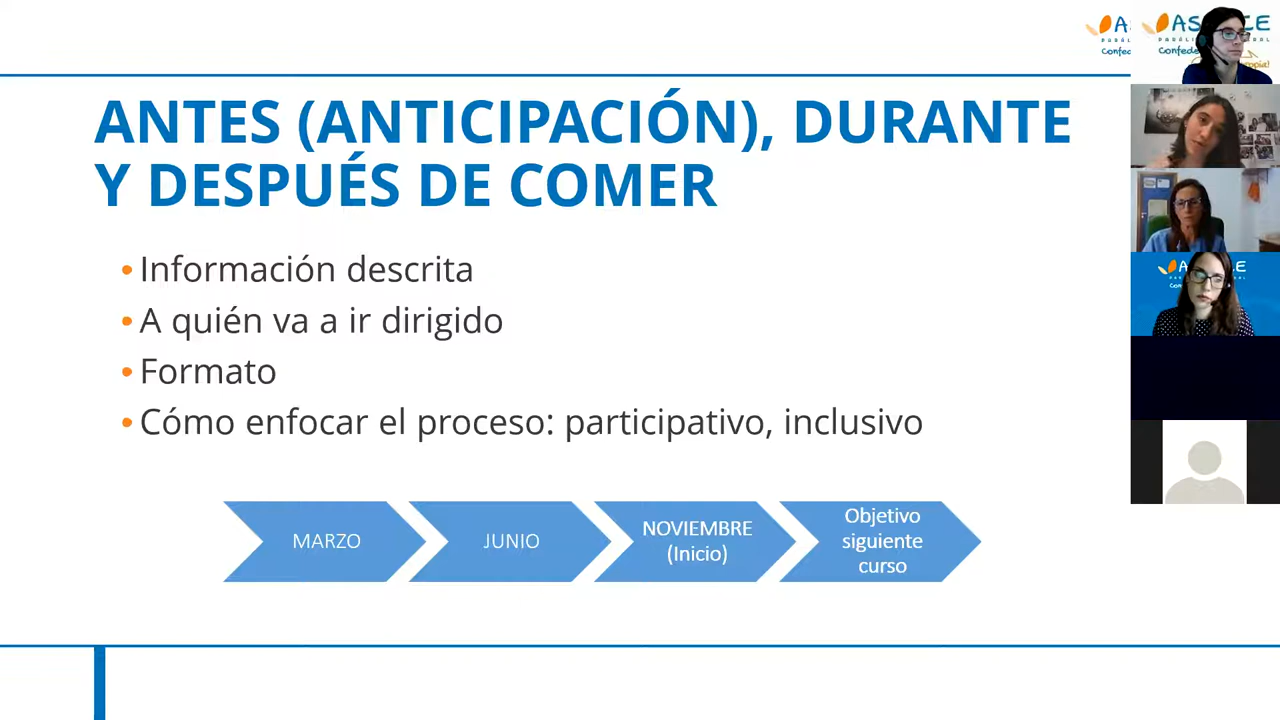 ANTES (ANTICIPACIÓN), DURANTE
Y DESPUÉS DE COMER
•Información descrita
•A quién va a ir dirigido
•Formato
•Cómo enfocar el proceso: participativo, inclusivo
MARZO
JUNIO
NOVIEMBRE
(Inicio)
Objetivo
siguiente
curso